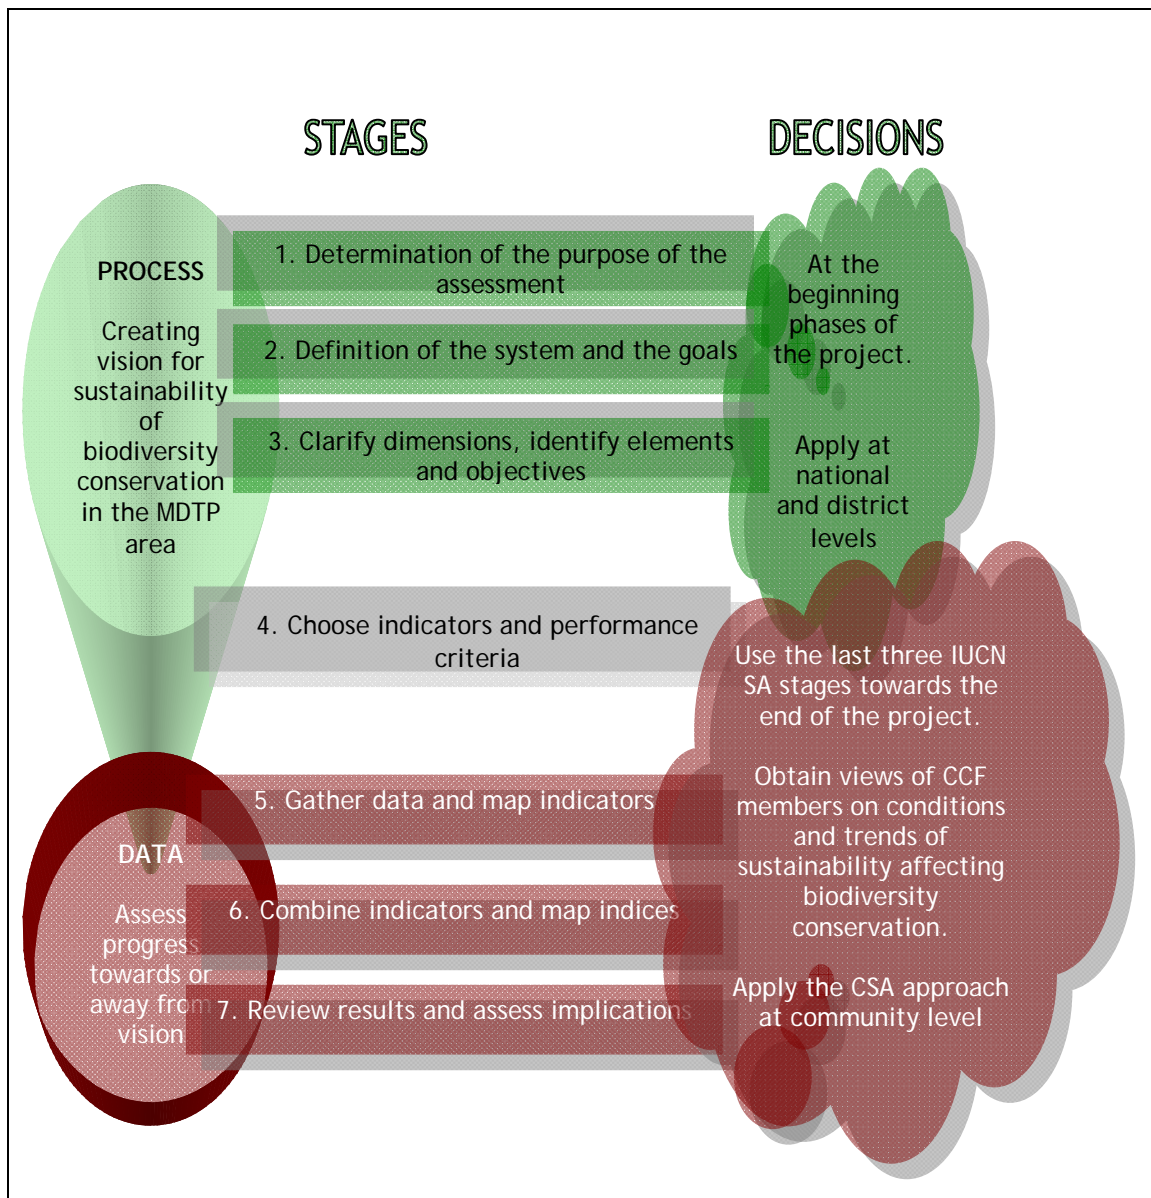 STAGES
DECISIONS
PROCESS
Creating
vision for
sustainability
of
biodiversity
conservation
in the MDTP
area
1. Determination of the purpose of the
assessment
2. Definition of the system and the goals
3. Clarify dimensions, identify elements
and objectives
At the
beginning
phases of
the project.
Apply at
national
and district
levels
4. Choose indicators and performance
criteria
DATA
Assess
progress
towards or
away from
vision
5. Gather data and map indicators
6. Combine indicators and map indices
7. Review results and assess implications
Use the last three IUCN
SA stages towards the
end of the project.
Obtain views of CCF
members on conditions
and trends of
sustainability affecting
biodiversity
conservation.
Apply the CSA approach
at community level